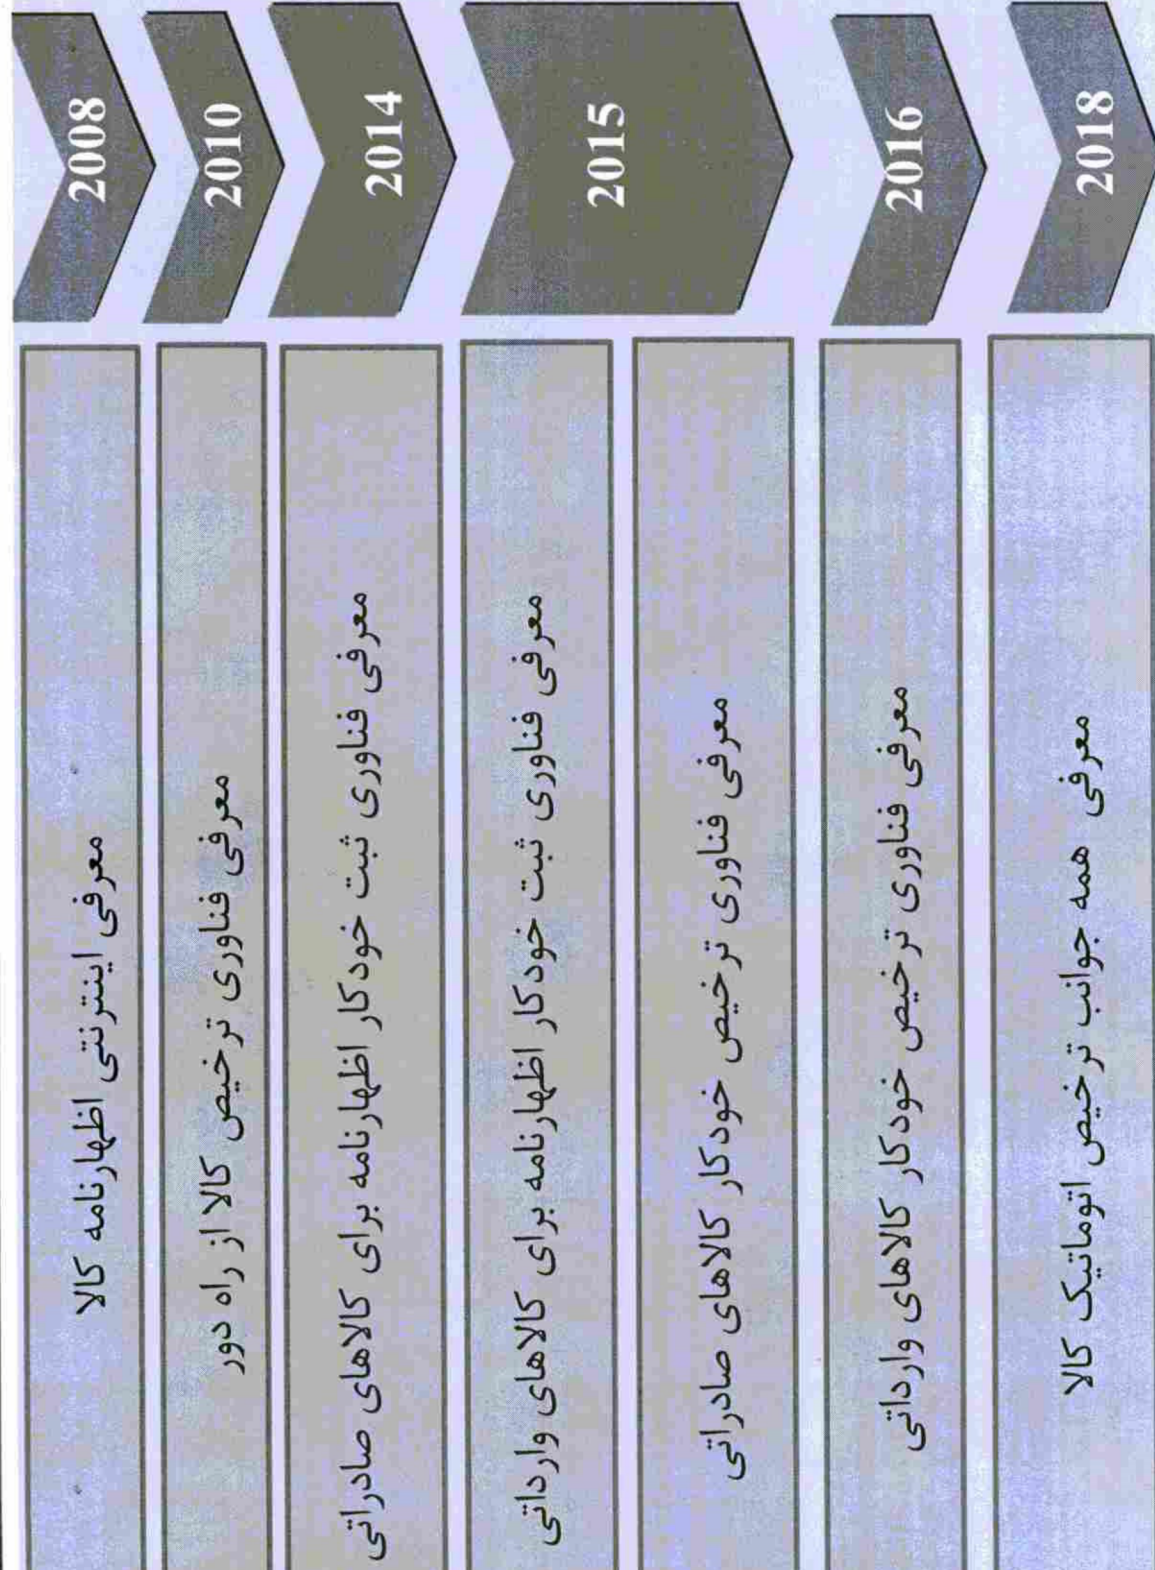 2008
معرفی اینترنتی اظهارنامه کالا
2010
معرفی فناوری ترخیص کالا از راه دور
2014
معرفی فناوری ثبت خودکار اظهارنامه برای کالاهای صادراتی
2015
معرفی فناوری ثبت خودکار اظهارنامه برای کالاهای وارداتی
معرفی فناوری ترخیص خودکار کالاهای صادراتی
2016
معرفی فناوری ترخیص خودکار کالاهای وارداتی
2018
معرفی همه جوانب ترخیص اتوماتیک کالا